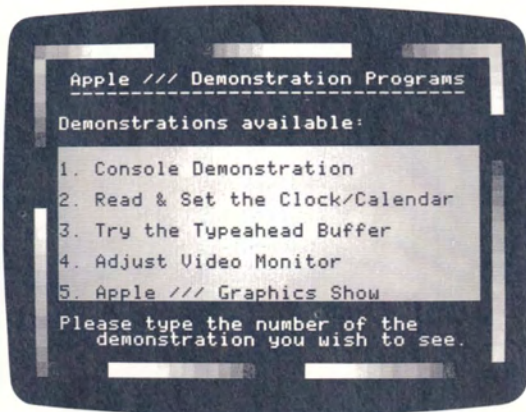 Apple /// Demonstration Programs
Demonstrations available:
1. Console Demonstration
2. Read & Set the Clock/Calendar
3. Try the Typeahead Buffer
4. Adjust Video Monitor
5. Apple /// Graphics Show
Please type the number of the
demonstration you wish to see.